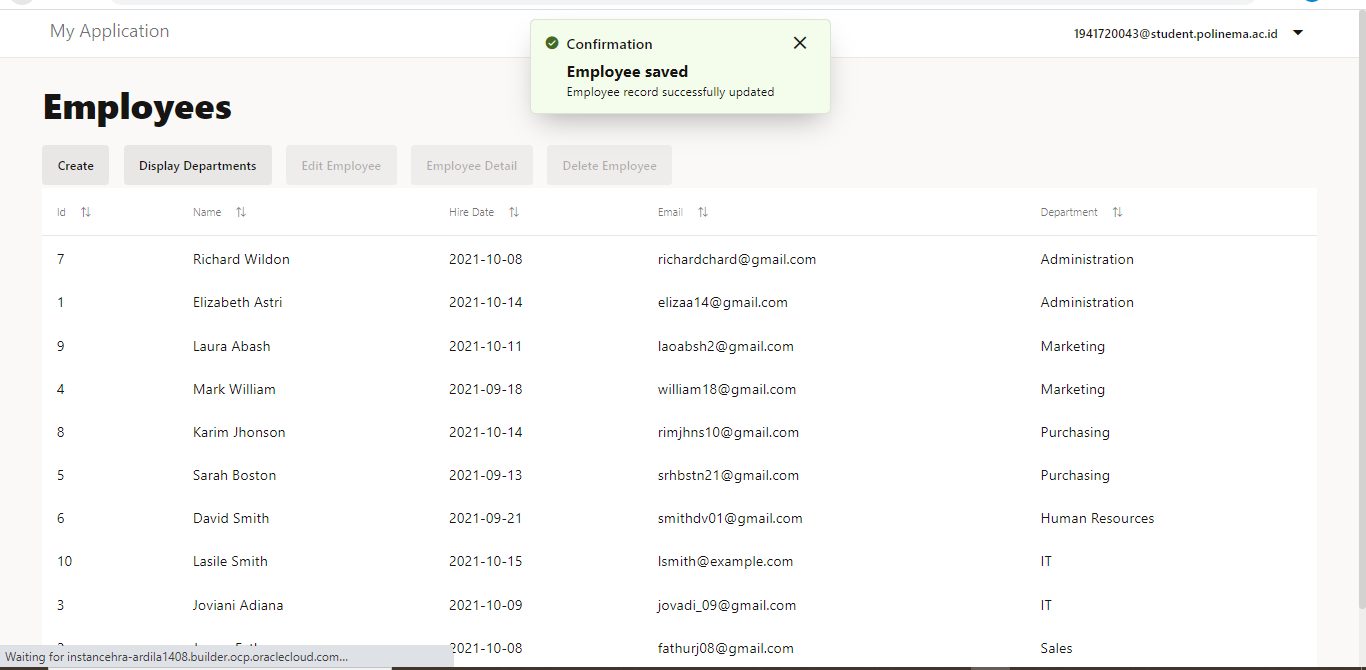 My Application
1941720043@student.polinema.ac.id
Confirmation
Employee saved
Employee record successfully updated
Employees
Create Display Departments Edit Employee Employee Detail Delete Employee
Id Name Hire Date Email Department
7 Richard Wildon 2021-10-08 richardchard@gmail.com Administration
1 Elizabeth Astri 2021-10-14 elizaa14@gmail.com Administration
9 Laura Abash 2021-10-11 laoabsh2@gmail.com Marketing
4 Mark William 2021-09-18 william18@gmail.com Marketing
8 Karim Jhonson 2021-10-14 rimjhns10@gmail.com Purchasing
5 Sarah Boston 2021-09-13 srhbstn21@gmail.com Purchasing
6 David Smith 2021-09-21 smithdv01@gmail.com Human Resources
10 Lasile Smith 2021-10-15 lsmith@example.com IT
3 Joviani Adiana 2021-10-09 jovadi_09@gmail.com IT
2021-10-08 fathurj08@gmail.com Sales
Waiting for instancehra-ardila1408.builder.ocp.oraclecloud.com...